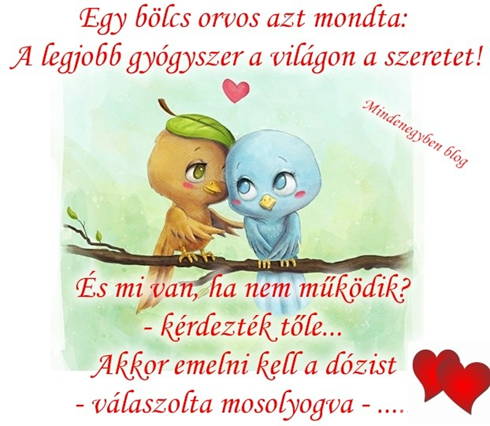 Egy bölcs orvos azt mondta:
A legjobb gyógyszer a világon a szeretet!
Mindenegyben blog
És mi van, ha nem működik?
- kérdezték tőle...
Akkor emelni kell a dózist
- válaszolta mosolyogva - ....